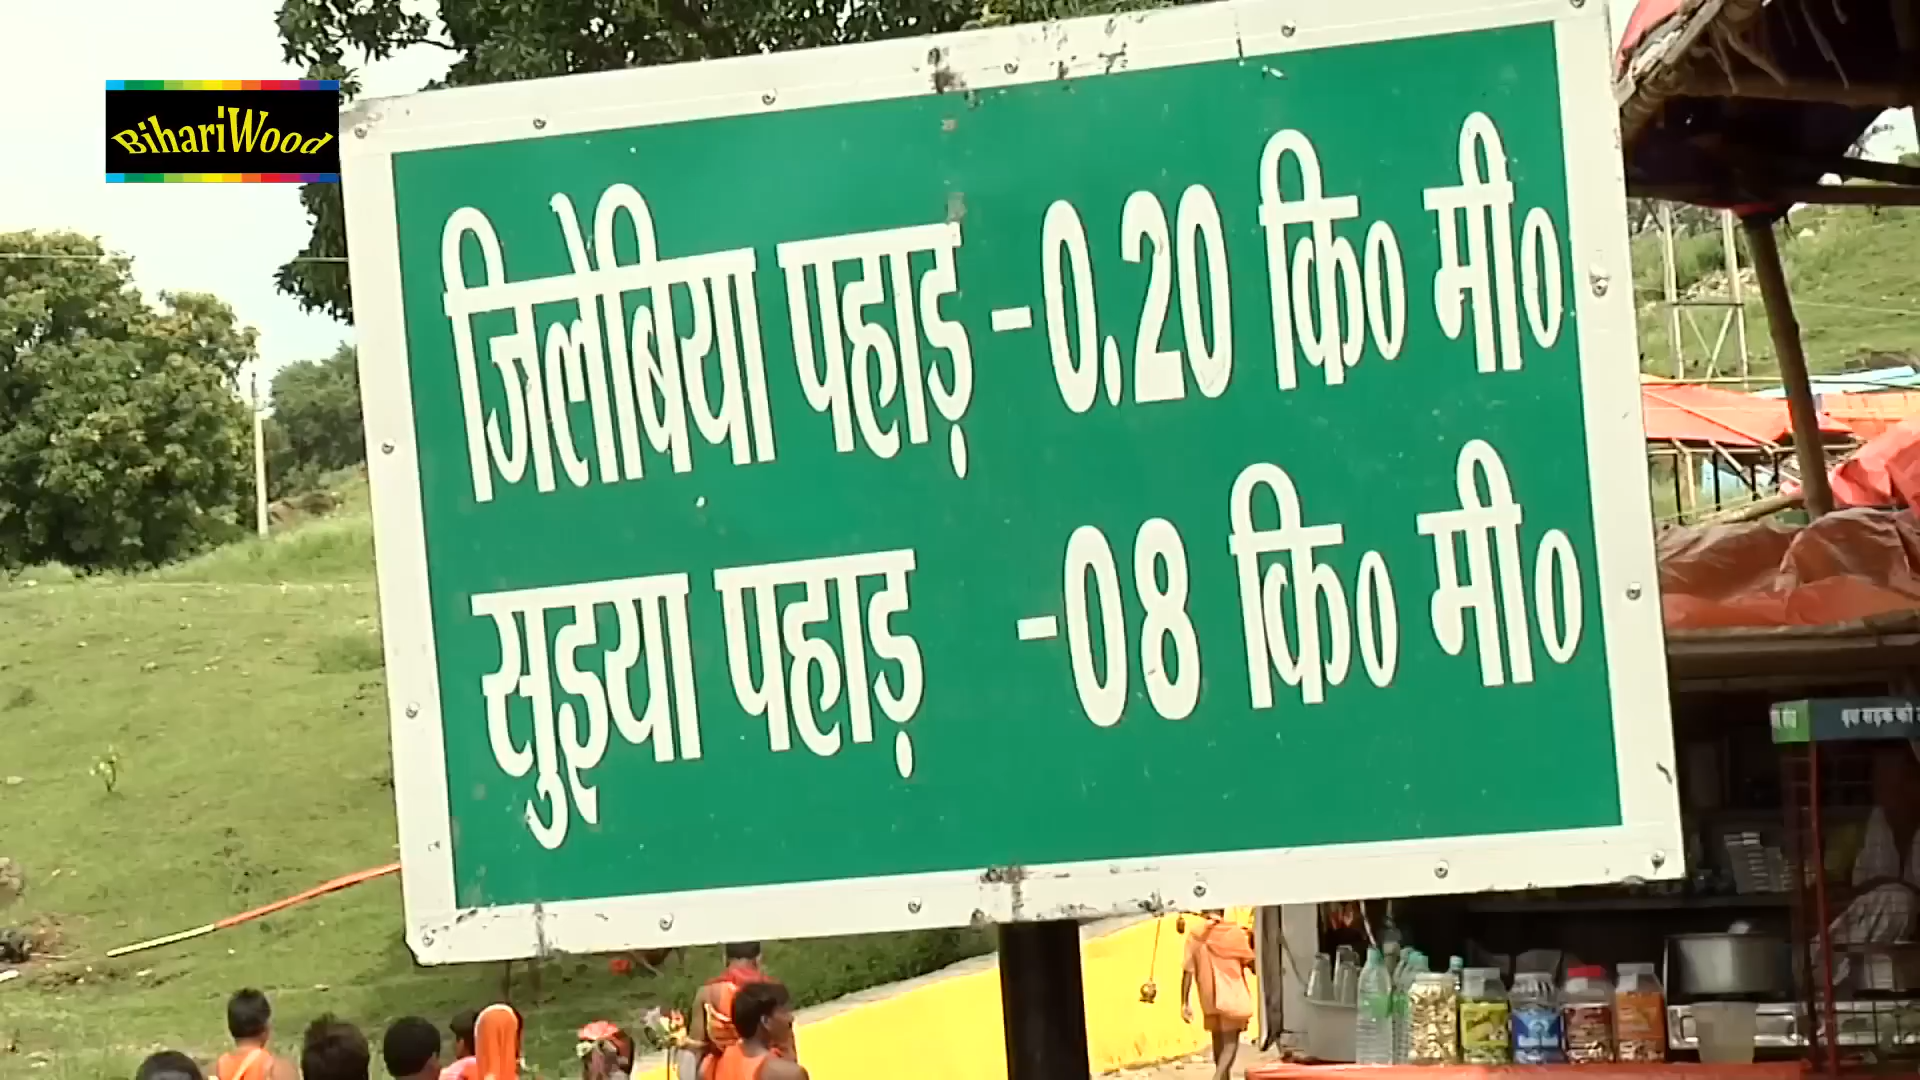 BihariWood
जिलेबिया पहाड़ -0.20 कि० मी०
सुइया पहाड़ -08 कि० मी०